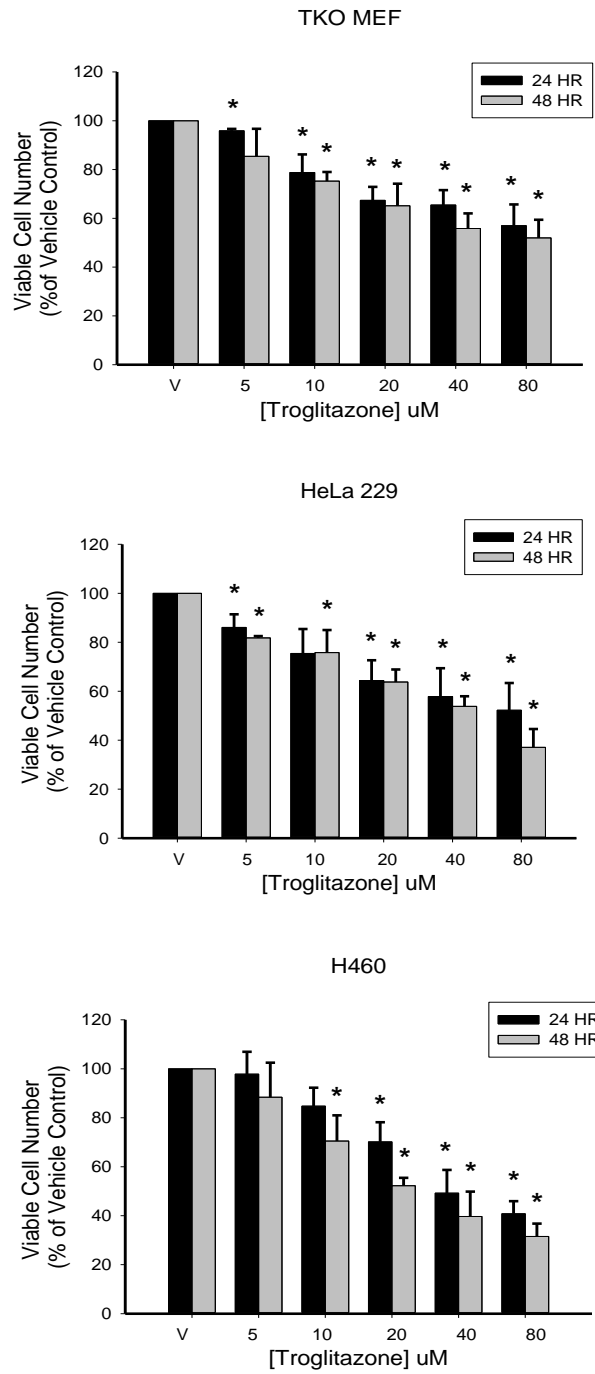 TKO MEF
24 HR
48 HR
Viable Cell Number
(%of Vehicle Control)
120
100
80
60
40
20
0
* * * * * * * * *
V 5 10 20 40 80
[Troglitazone] uM
HeLa 229
24 HR
48 HR
Viable Cell Number
(% of Vehicle Control)
120
100
80
60
40
20
0
* * * * * * * * *
V 5 10 20 40 80
[Troglitazone] uM
H460
24 HR
48 HR
Viable Cell Number
(% of Vehicle Control)
120
100
80
60
40
20
0
* * * * * * *
V 5 10 20 40 80
[Troglitazone] uM